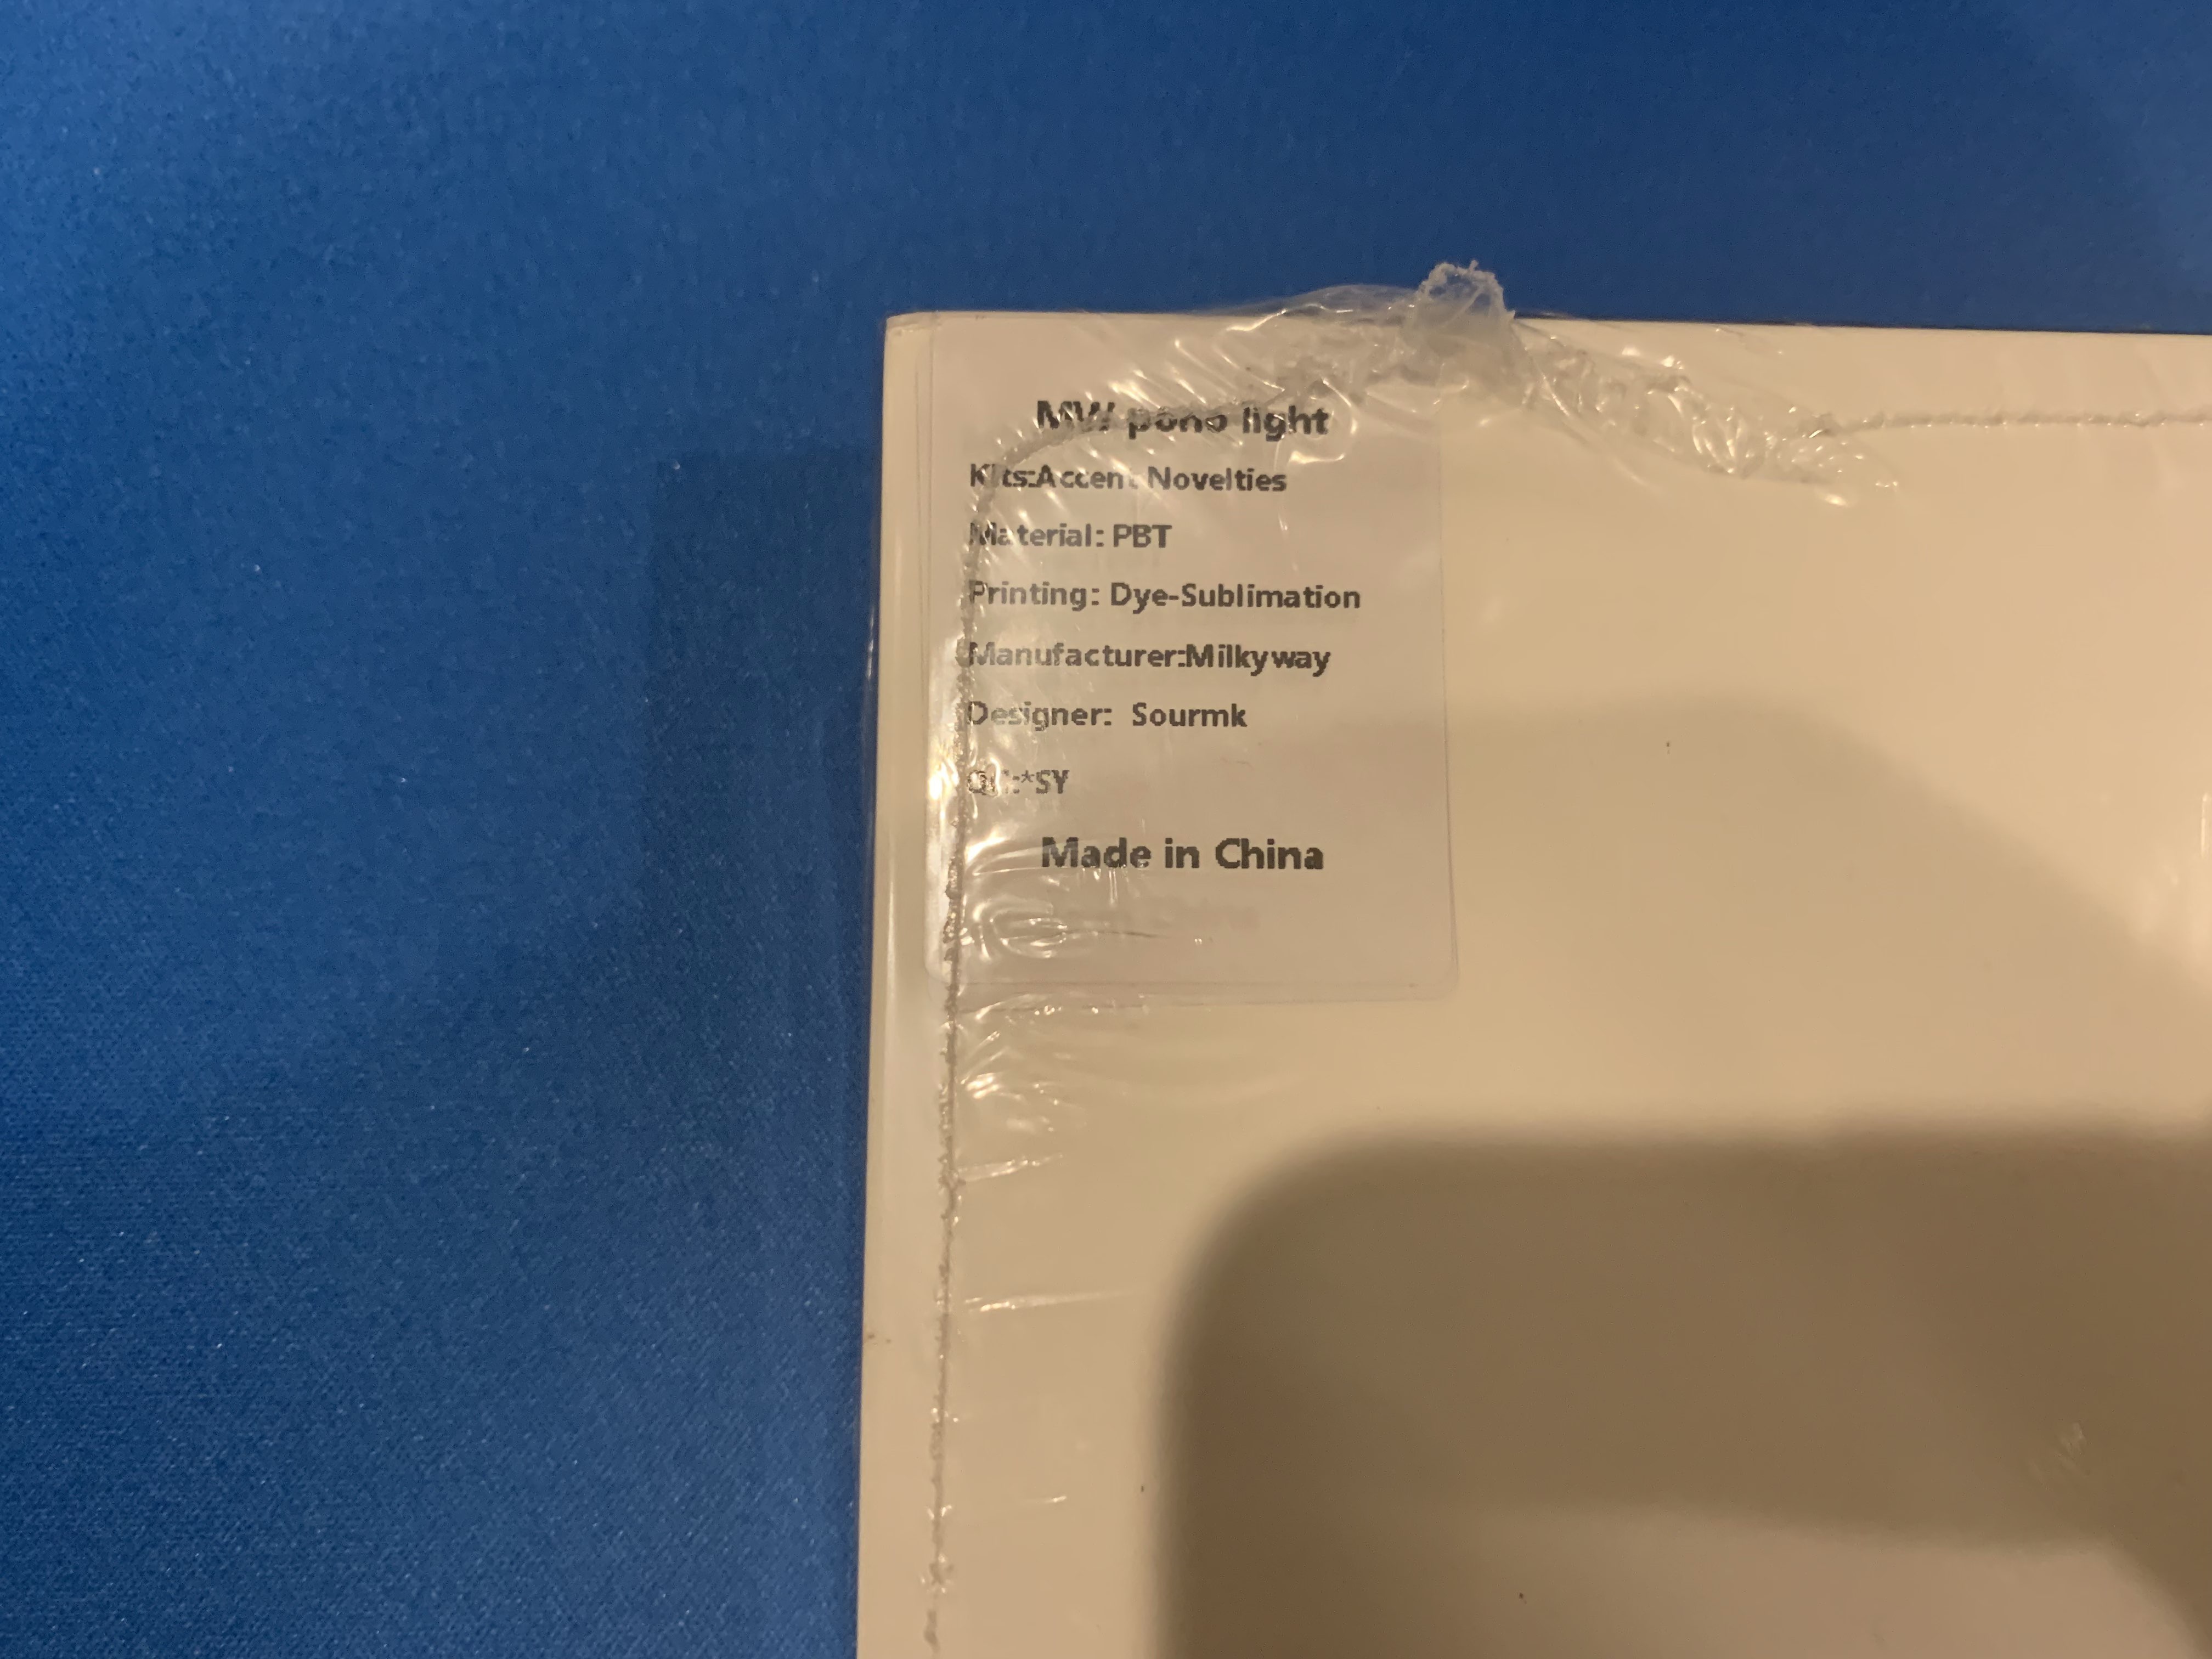 MW pono light
Kits:Accent Novelties
Material: PBT
Printing: Dye-Sublimation
Manufacturer:Milkyway
Designer: Sourmk
Made in China